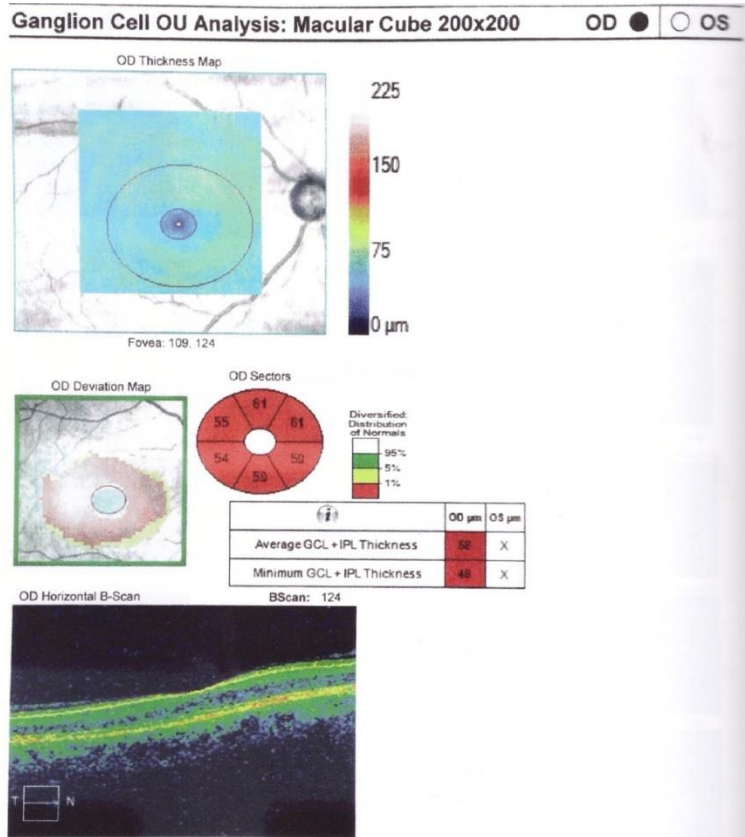 Ganglion Cell OU Analysis: Macular Cube 200x200 OD OS
OD Thickness Map
225
150
75
0 µm
Fovea: 109, 124
OD Deviation Map
OD Sectors
61
55 61
54 59
59
Diversified:
Distribution
of Normals
95%
5%
1%
i OD µm OS µm
Average GCL + IPL Thickness 58 X
Minimum GCL + IPL Thickness 48 X
OD Horizontal B-Scan BScan: 124
T N